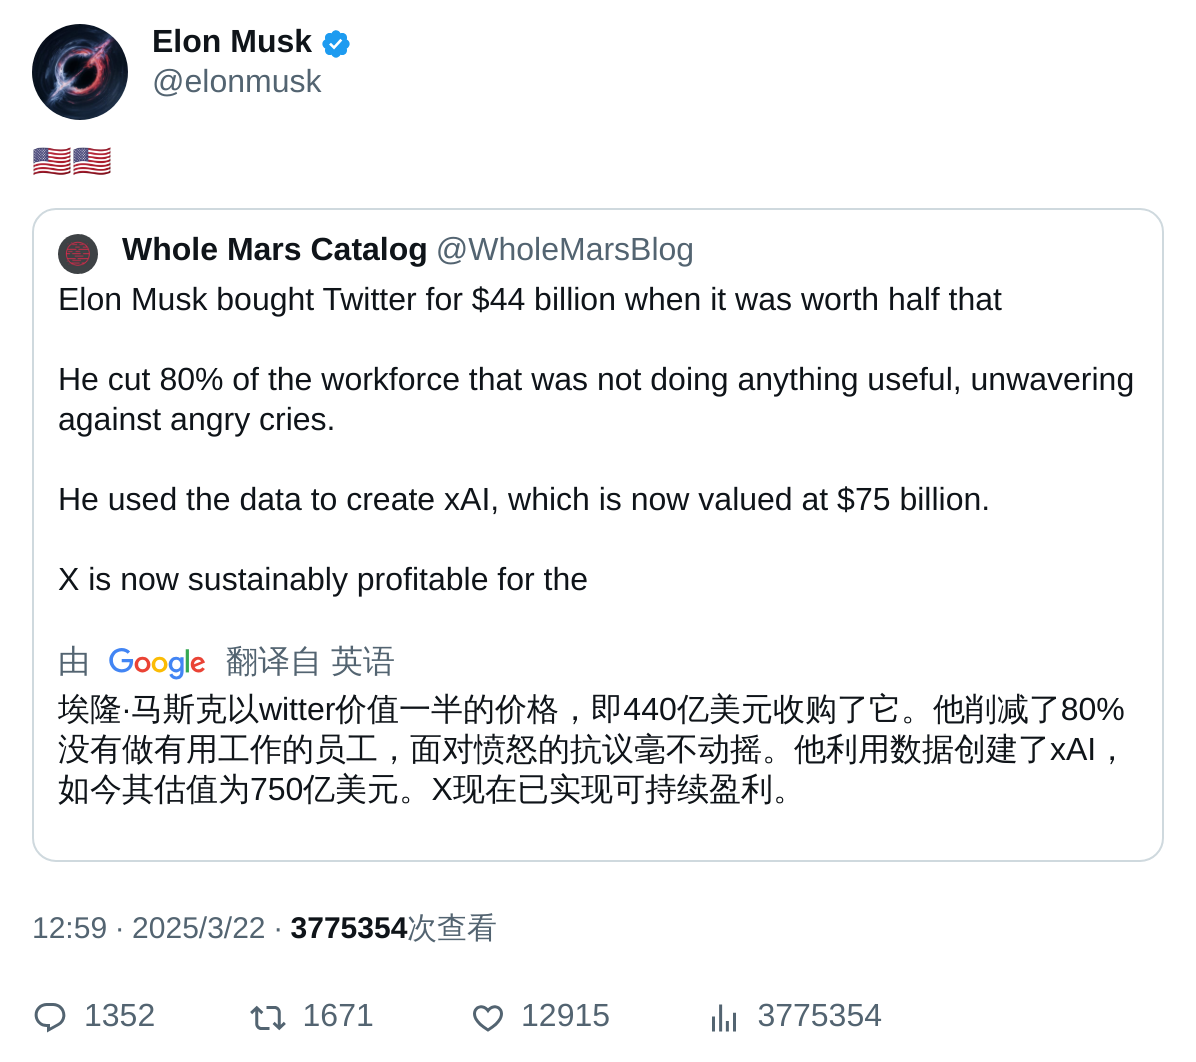 Elon Musk
@elonmusk
🇺🇸🇺🇸
Whole Mars Catalog @WholeMarsBlog
Elon Musk bought Twitter for $44 billion when it was worth half that
He cut 80% of the workforce that was not doing anything useful, unwavering
against angry cries.
He used the data to create xAI, which is now valued at $75 billion.
X is now sustainably profitable for the
由 Google 翻译自 英语
埃隆·马斯克以witter价值一半的价格，即440亿美元收购了它。他削减了80%
没有做有用工作的员工，面对愤怒的抗议毫不动摇。他利用数据创建了xAI，
如今其估值为750亿美元。X现在已实现可持续盈利。
12:59 · 2025/3/22 · 3775354次查看
1352 1671 12915 3775354